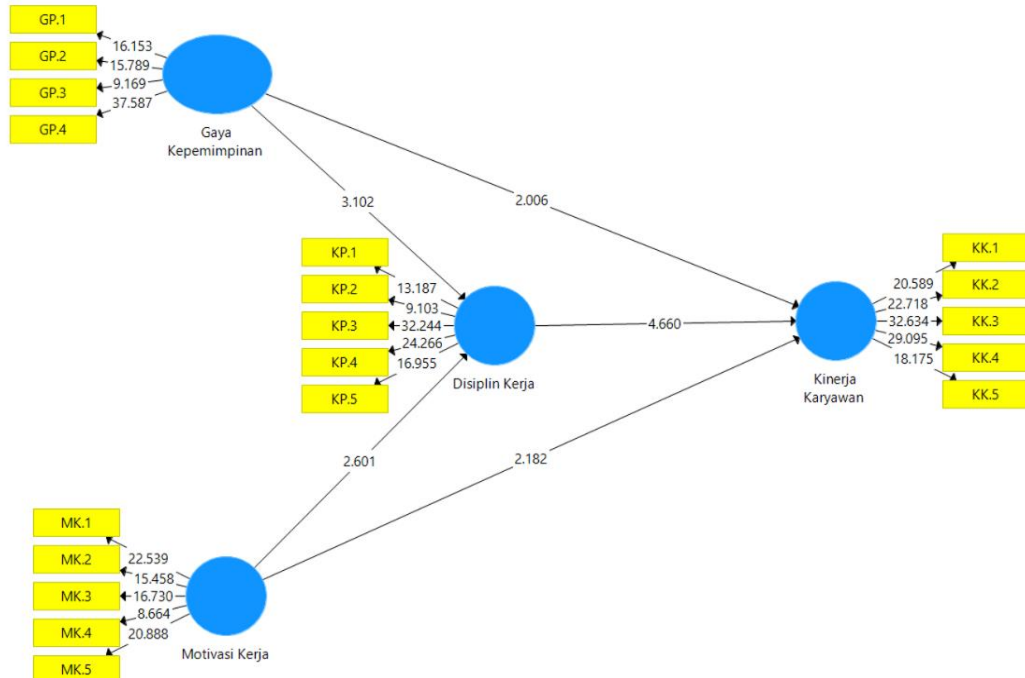 GP.1
GP.2
GP.3
GP.4
16.153
15.789
9.169
37.587
Gaya
Kepemimpinan
3.102
2.006
KP.1
KP.2
KP.3
KP.4
KP.5
13.187
9.103
32.244
24.266
16.955
Disiplin Kerja
4.660
KK.1
KK.2
KK.3
KK.4
KK.5
20.589
22.718
32.634
29.095
18.175
Kinerja
Karyawan
2.601
2.182
MK.1
MK.2
MK.3
MK.4
MK.5
22.539
15.458
16.730
8.664
20.888
Motivasi Kerja